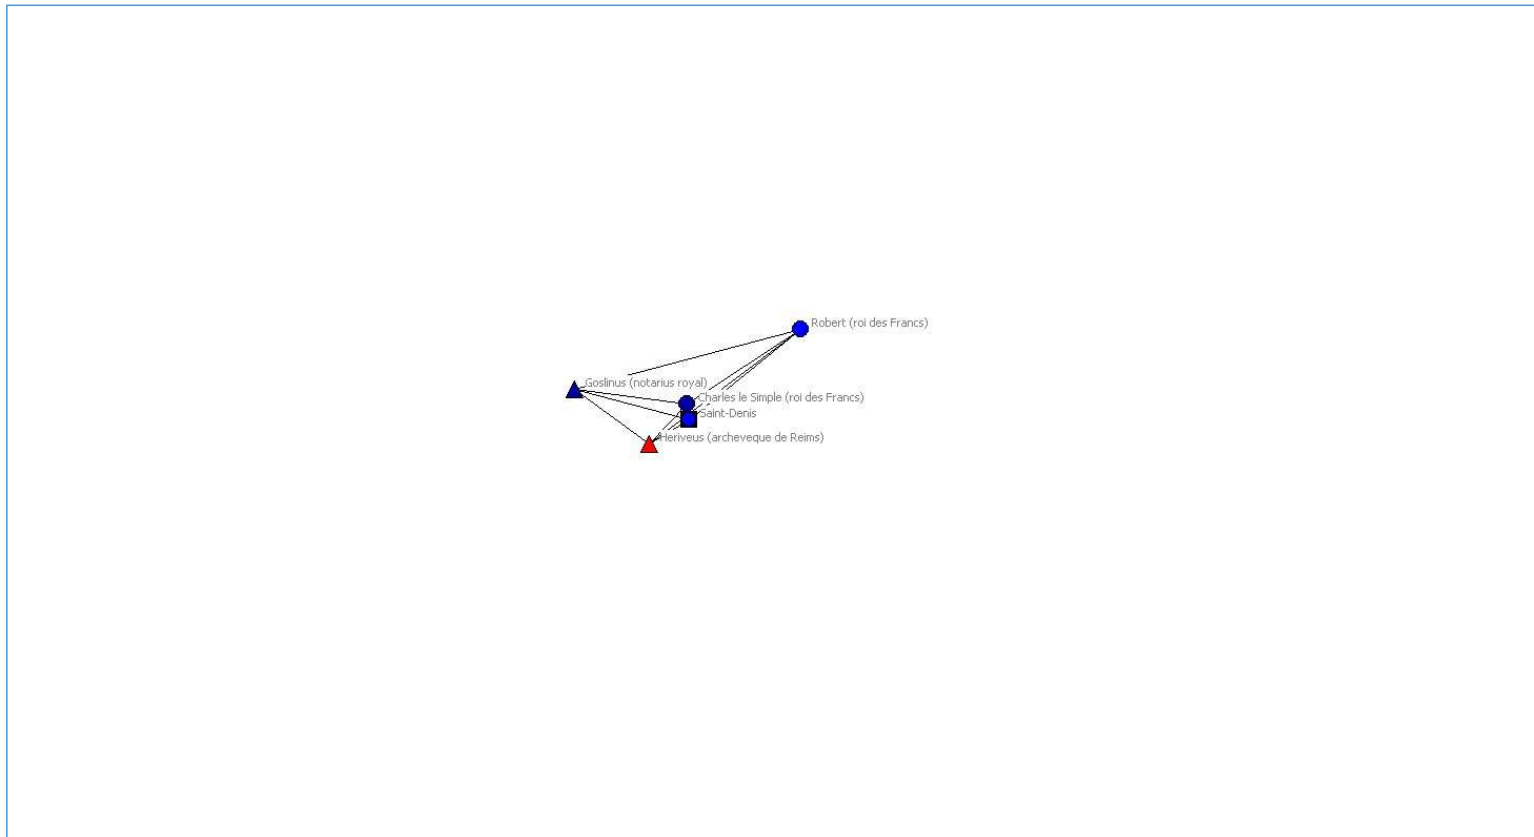 Robert (roi des Francs)
Goslinus (notarius royal)
Charles le Simple (roi des Francs)
Saint-Denis
Heriveus (archeveque de Reims)